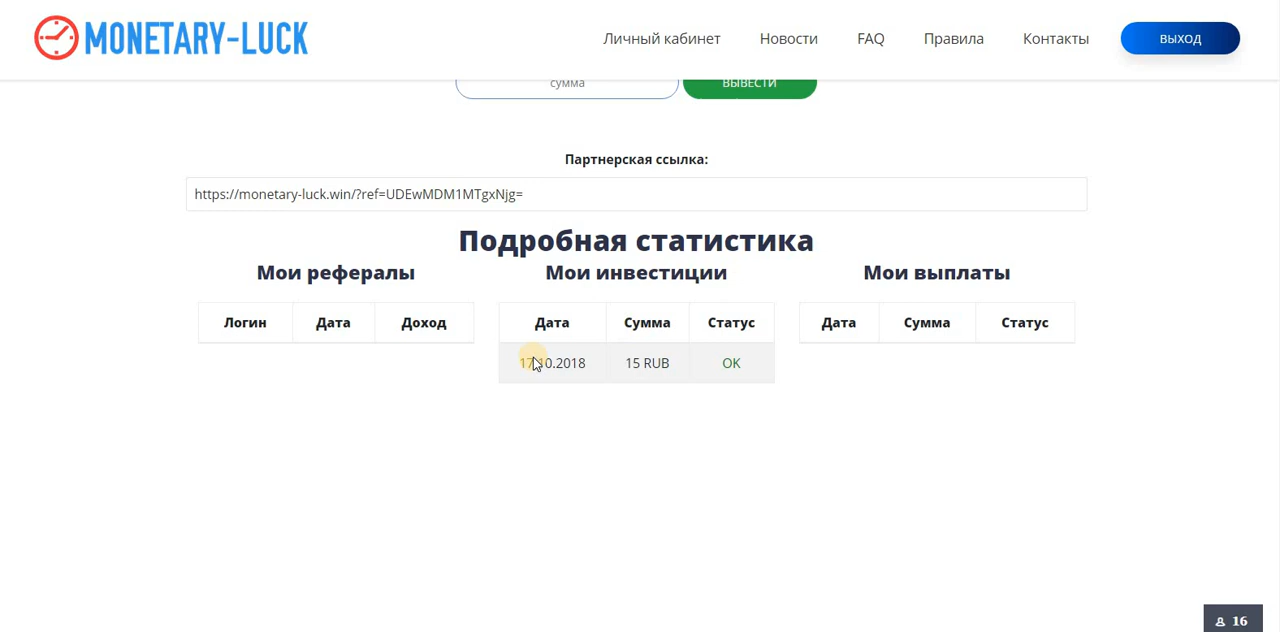 MONETARY-LUCK
Личный кабинет Новости FAQ Правила Контакты ВЫХОД
сумма ВЫВЕСТИ
Партнерская ссылка:
https://monetary-luck.win/?ref=UDEwMDM1MTgxNjg=
Подробная статистика
Мои рефералы Мои инвестиции Мои выплаты
Логин Дата Доход Дата Сумма Статус Дата Сумма Статус
17.10.2018 15 RUB OK
16